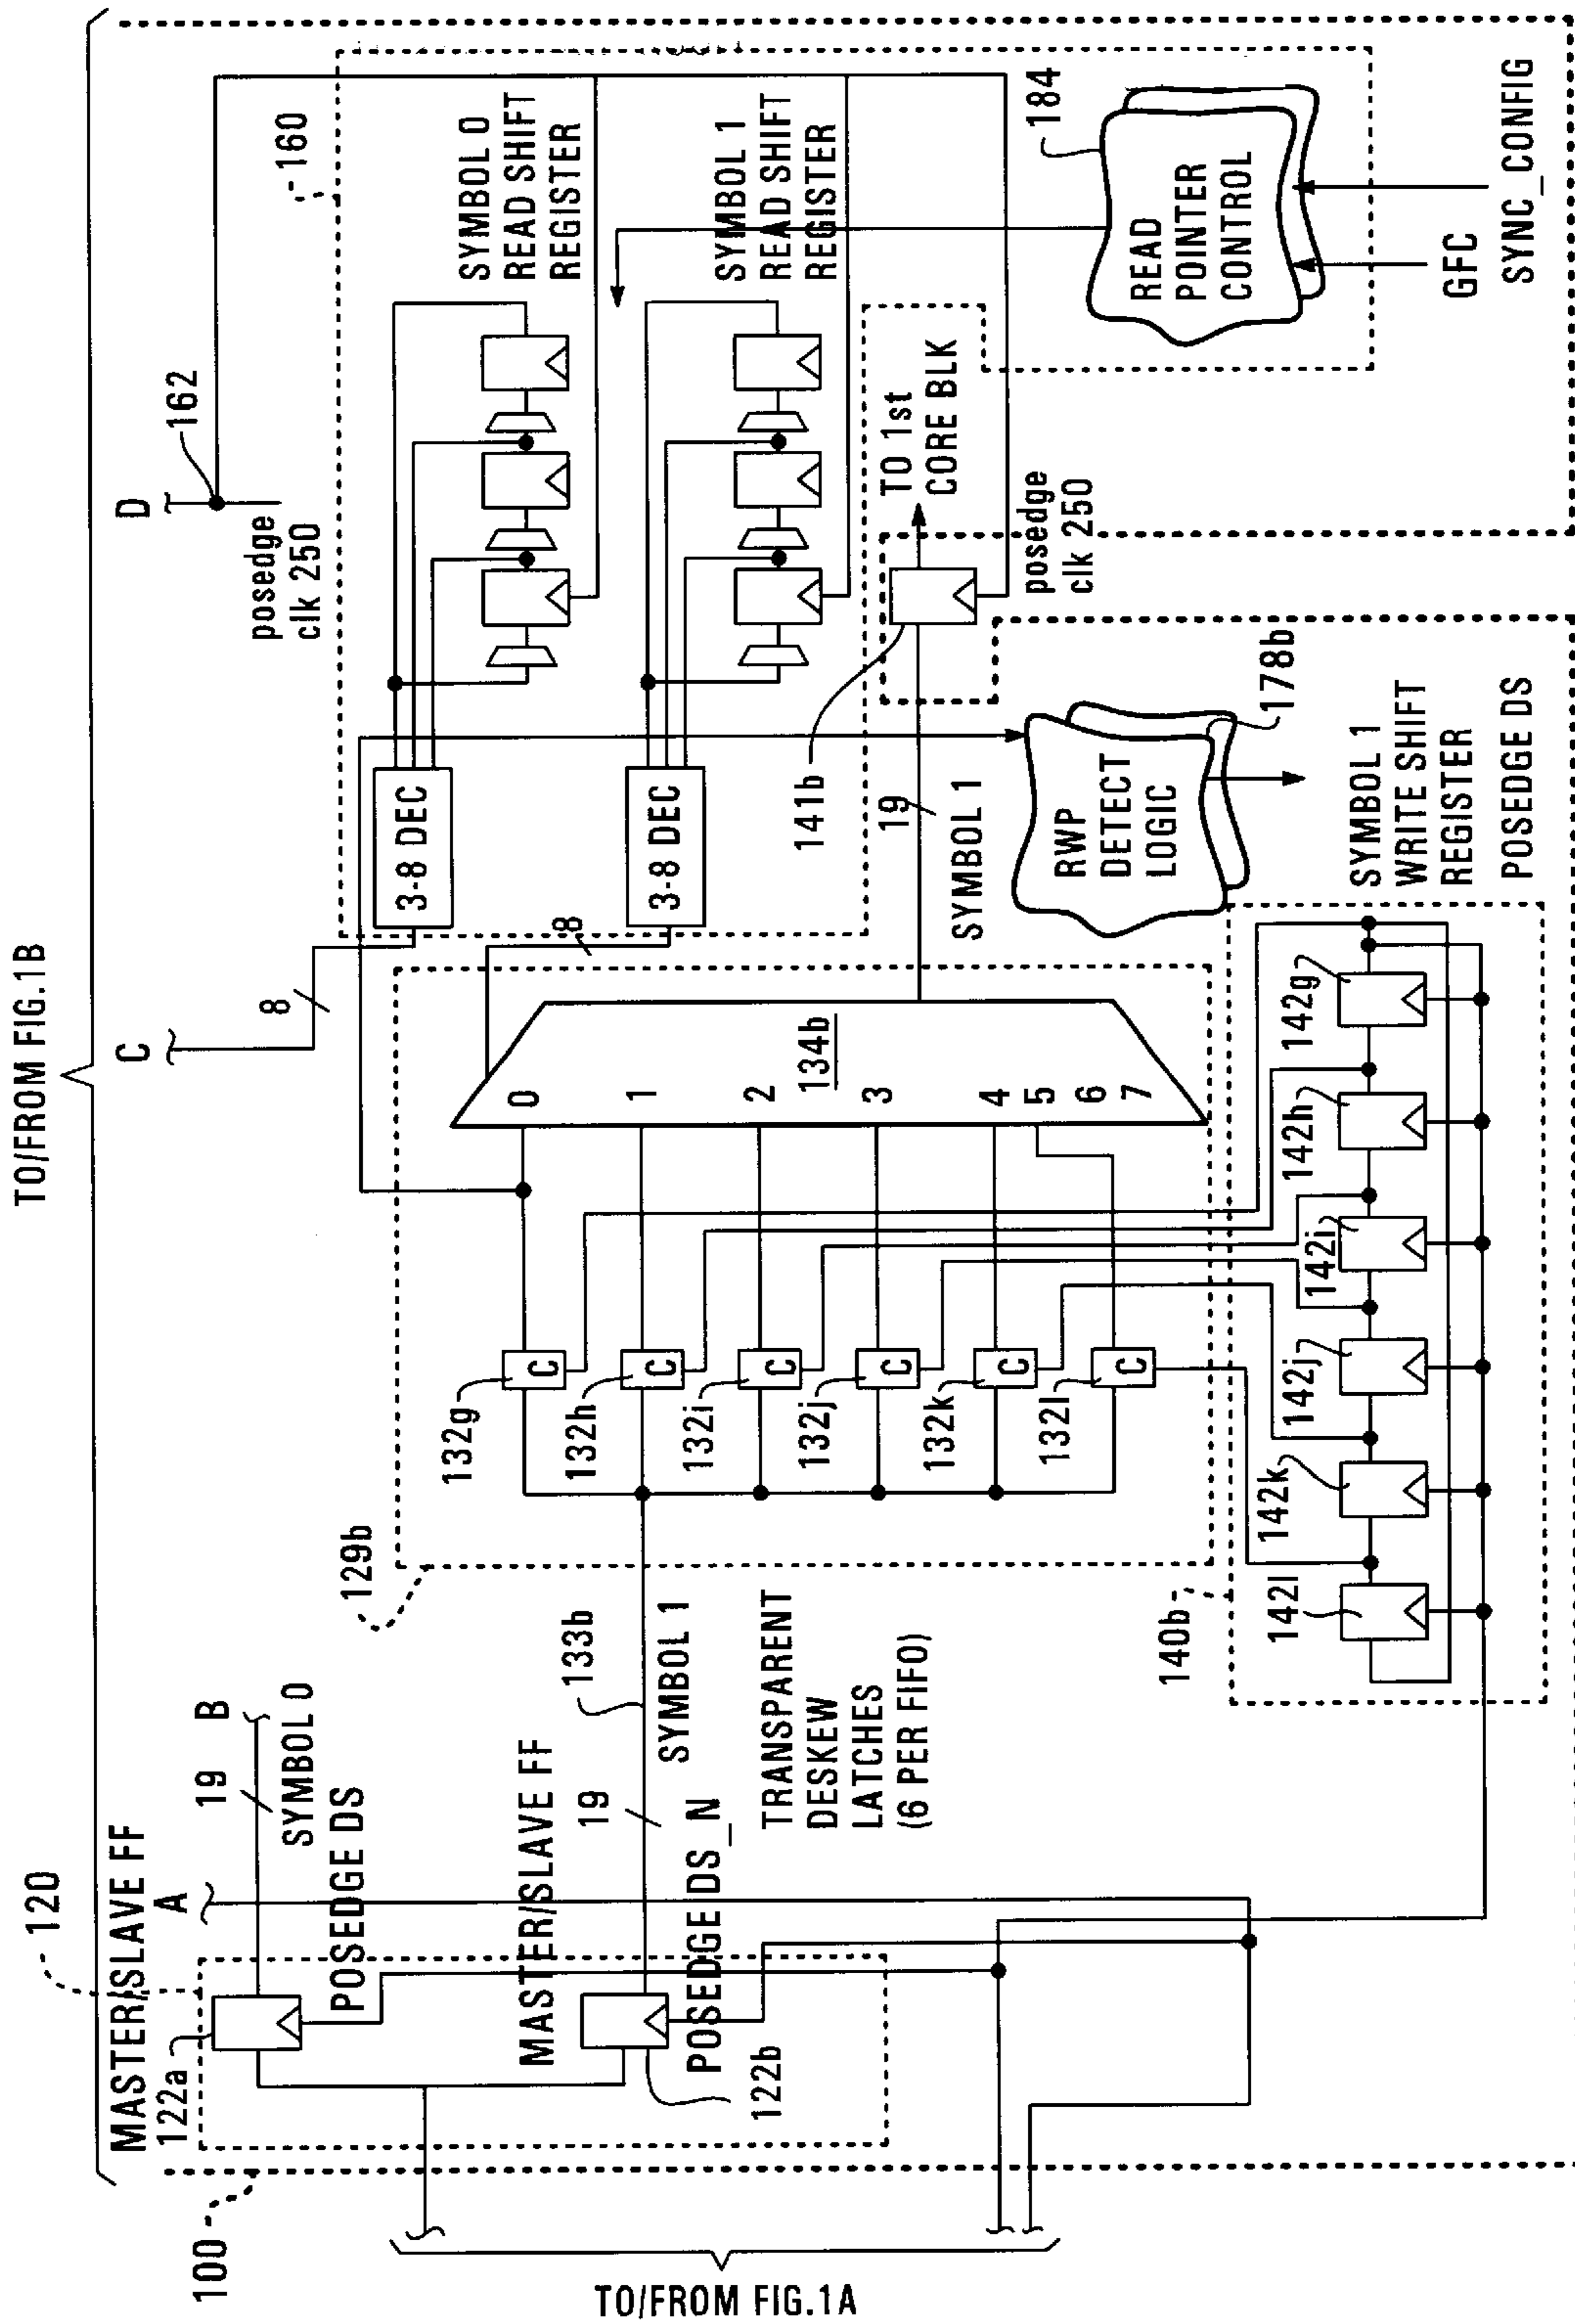 TO/FROM FIG.1B
120
MASTER/SLAVE FF
A
19
B
C
8
D
162
posedge
clk 250
160
122a
SYMBOL 0
POSEDGE DS
129b
3-8 DEC
SYMBOL 0
READ SHIFT
REGISTER
MASTER/SLAVE FF
19
133b
SYMBOL 1
POSEDGE DS_N
122b
132g
C
132h
C
132i
C
132j
C
132k
C
132l
C
0
1
2
3
4
5
6
7
134b
8
3-8 DEC
SYMBOL 1
READ SHIFT
REGISTER
TRANSPARENT
DESKEW
LATCHES
(6 PER FIFO)
141b
19
SYMBOL 1
TO 1st
CORE BLK
posedge
clk 250
184
READ
POINTER
CONTROL
GFC
SYNC_CONFIG
RWP
DETECT
LOGIC
178b
140b
142l
142k
142j
142i
142h
142g
SYMBOL 1
WRITE SHIFT
REGISTER
POSEDGE DS
100
TO/FROM FIG.1A